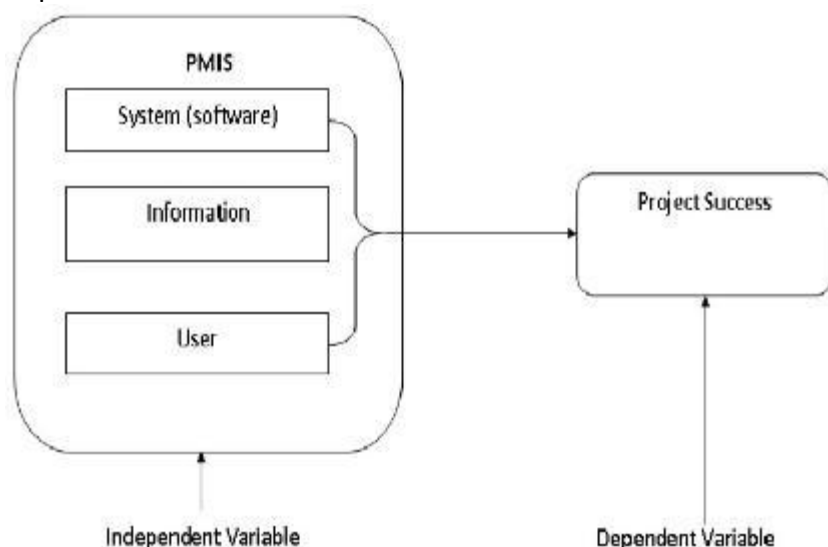 PMIS
System (software)
Information
User
Project Success
Independent Variable
Dependent Variable